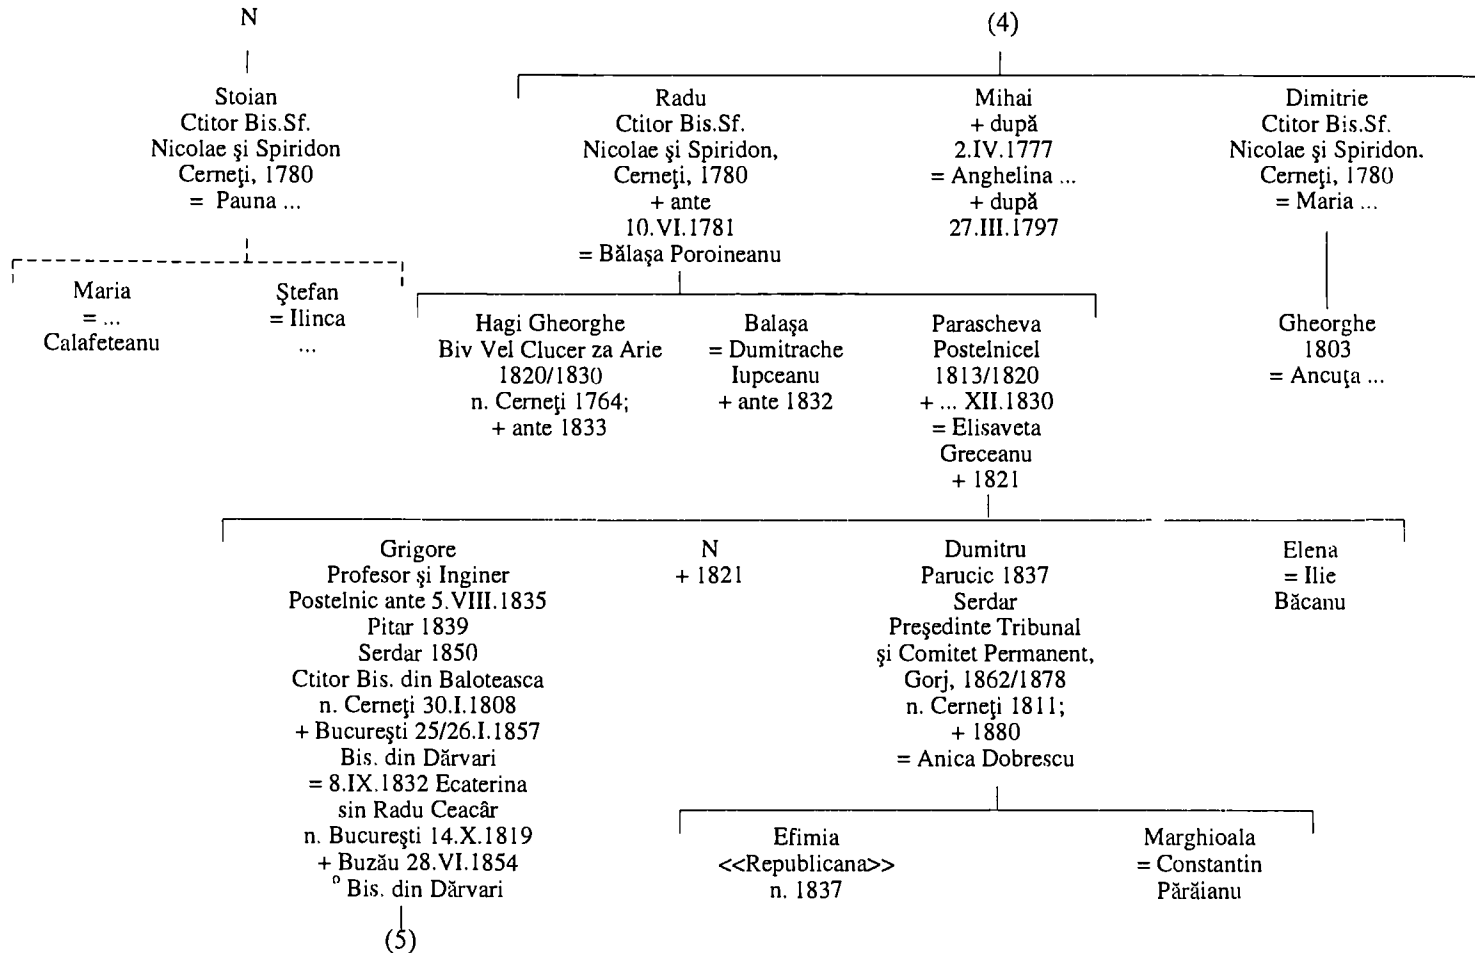 N
(4)
Stoian
Ctitor Bis.Sf.
Nicolae şi Spiridon
Cerneţi, 1780
= Pauna ...
Radu
Ctitor Bis.Sf.
Nicolae şi Spiridon,
Cerneţi, 1780
+ ante
10.VI.1781
= Bălaşa Poroineanu
Mihai
+ după
2.IV.1777
= Anghelina ...
+ după
27.III.1797
Dimitrie
Ctitor Bis.Sf.
Nicolae şi Spiridon.
Cerneţi, 1780
= Maria ...
Maria
= ...
Calafeteanu
Ştefan
= Ilinca
...
Hagi Gheorghe
Biv Vel Clucer za Arie
1820/1830
n. Cerneţi 1764;
+ ante 1833
Balaşa
= Dumitrache
Iupceanu
+ ante 1832
Parascheva
Postelnicel
1813/1820
+ ... XII.1830
= Elisaveta
Greceanu
+ 1821
Gheorghe
1803
= Ancuţa ...
Grigore
Profesor şi Inginer
Postelnic ante 5.VIII.1835
Pitar 1839
Serdar 1850
Ctitor Bis. din Baloteasca
n. Cerneţi 30.I.1808
+ Bucureşti 25/26.I.1857
Bis. din Dărvari
= 8.IX.1832 Ecaterina
sin Radu Ceacâr
n. Bucureşti 14.X.1819
+ Buzău 28.VI.1854
º Bis. din Dărvari
N
+ 1821
Dumitru
Parucic 1837
Serdar
Preşedinte Tribunal
şi Comitet Permanent,
Gorj, 1862/1878
n. Cerneţi 1811;
+ 1880
= Anica Dobrescu
Elena
= Ilie
Băcanu
Efimia
<<Republicana>>
n. 1837
Marghioala
= Constantin
Părăianu
(5)